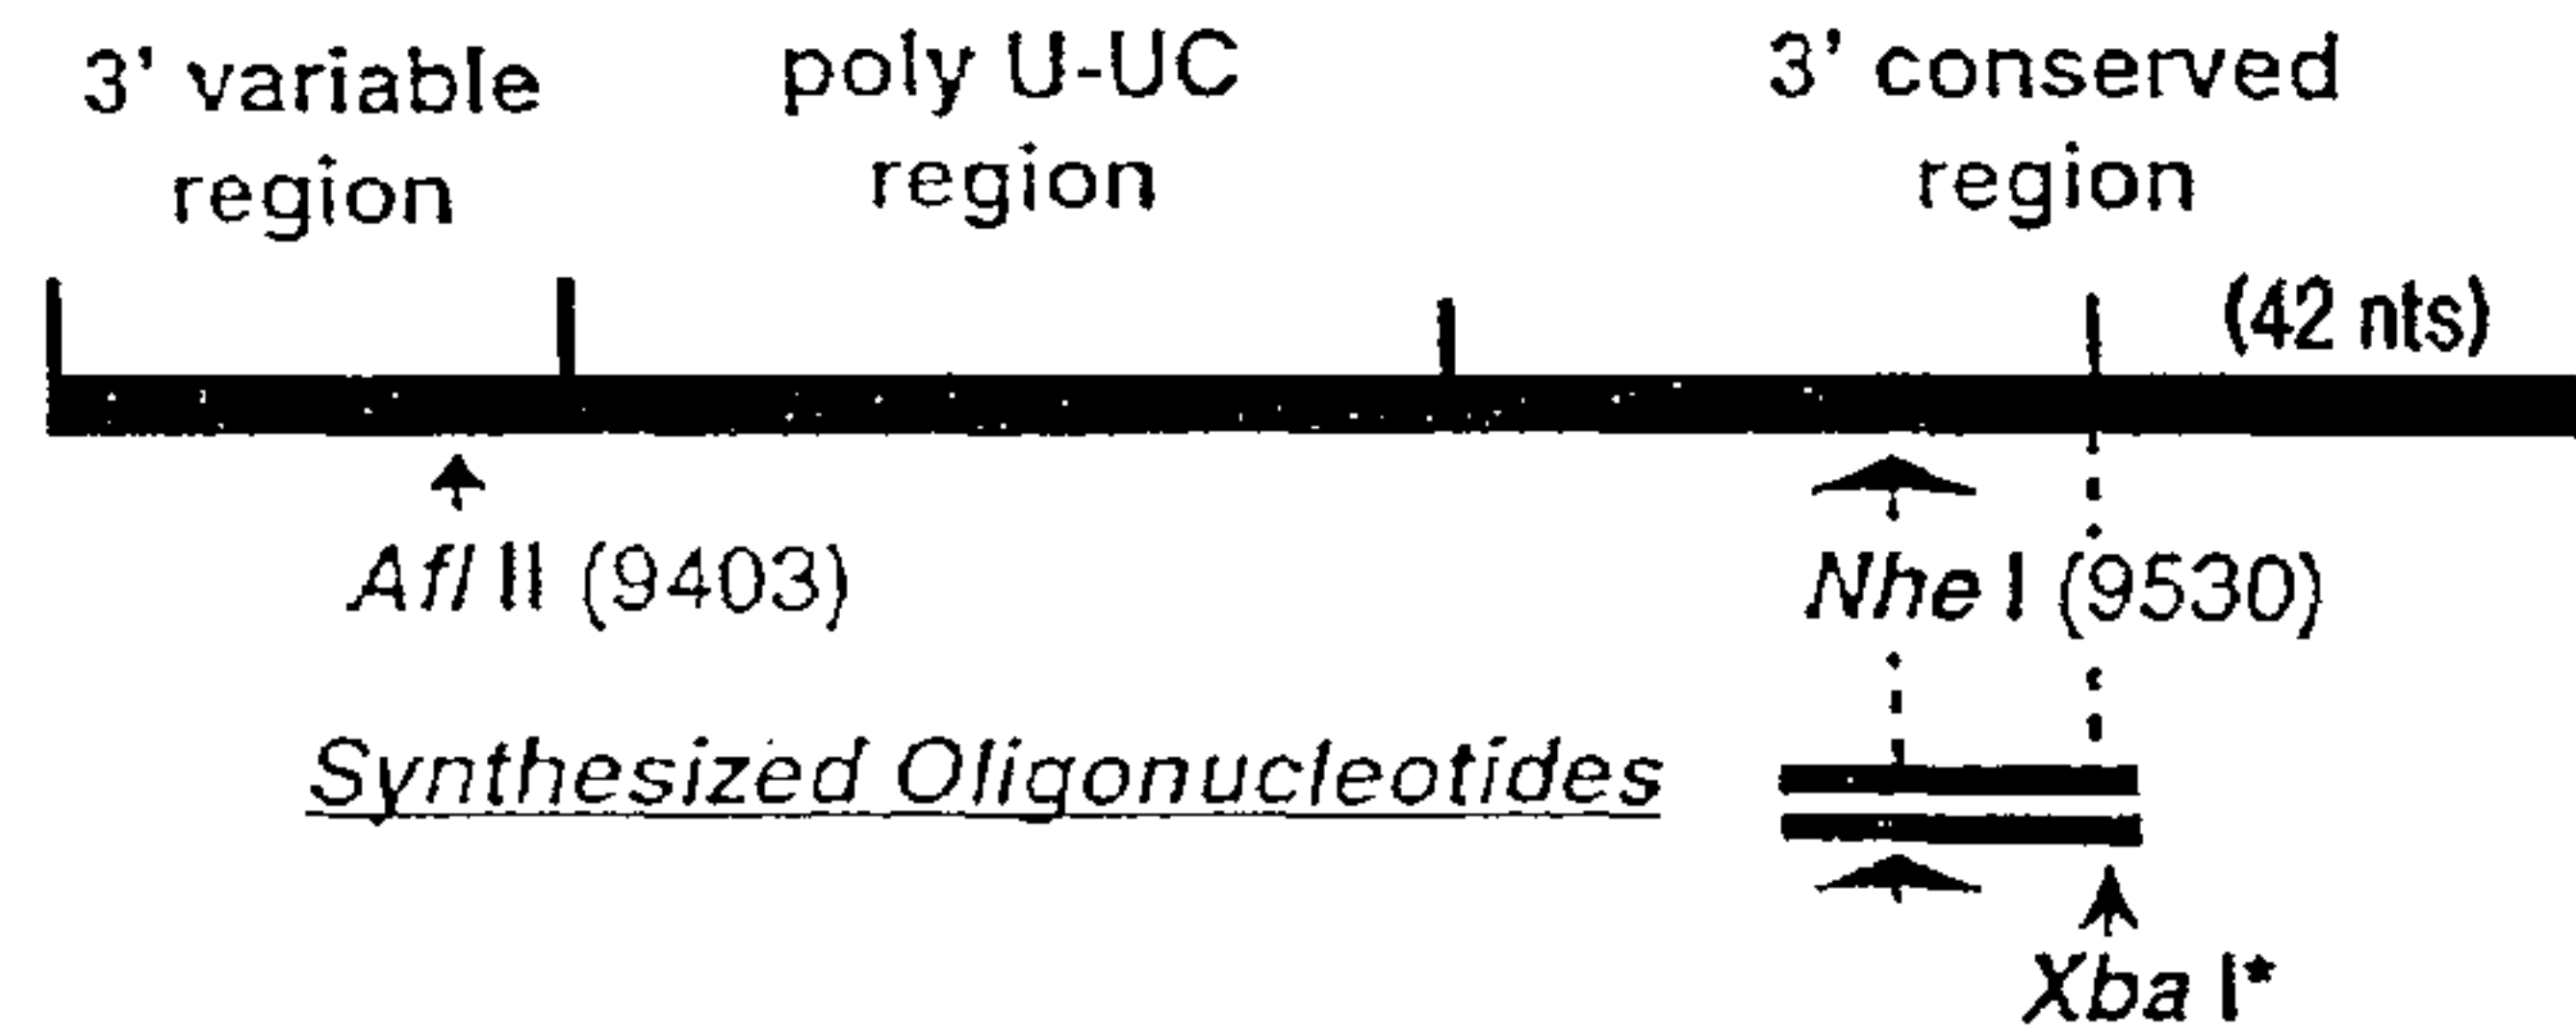 3' variable
region
poly U-UC
region
3' conserved
region
(42 nts)
Afl II (9403)
Nhe I (9530)
Synthesized Oligonucleotides
Xba I*